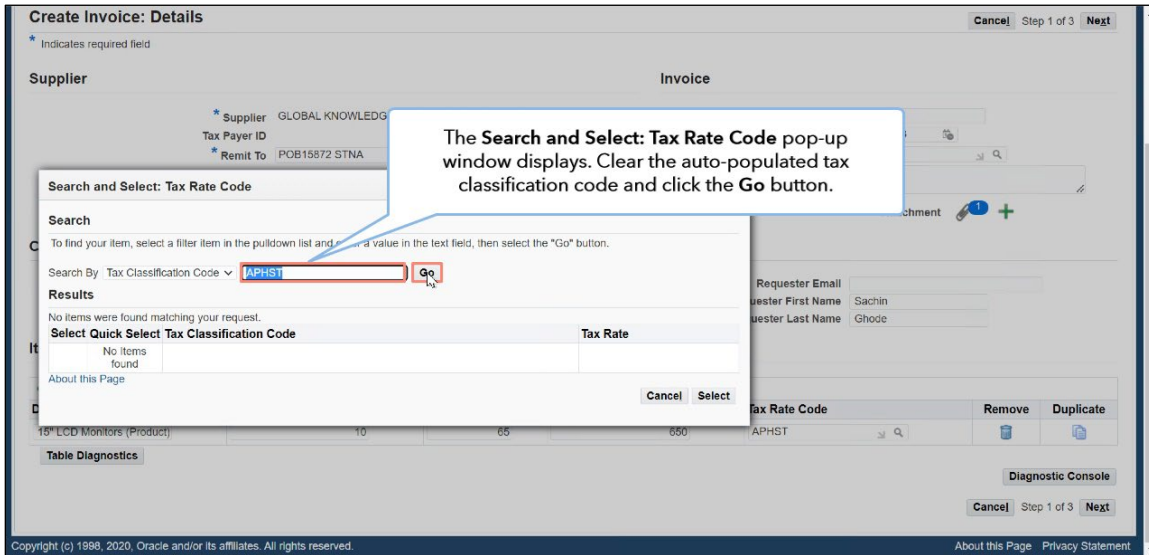 Create Invoice: Details
Cancel Step 1 of 3 Next
* Indicates required field
Supplier
Invoice
* Supplier GLOBAL KNOWLEDG
Tax Payer ID
* Remit To POB15872 STNA
The Search and Select: Tax Rate Code pop-up
window displays. Clear the auto-populated tax
classification code and click the Go button.
chment 1
Search and Select: Tax Rate Code
Search
To find your item, select a filter item in the pulldown list and a value in the text field, then select the "Go" button.
Search By Tax Classification Code APHST Go
Results
No items were found matching your request.
Select Quick Select Tax Classification Code Tax Rate
No Items
found
About this Page
Cancel Select
Requester Email
uester First Name Sachin
uester Last Name Ghode
It
Tax Rate Code Remove Duplicate
15" LCD Monitors (Product) 10 65 650 APHST
Table Diagnostics
Diagnostic Console
Cancel Step 1 of 3 Next
Copyright (c) 1998, 2020, Oracle and/or its affiliates. All rights reserved.
About this Page Privacy Statement